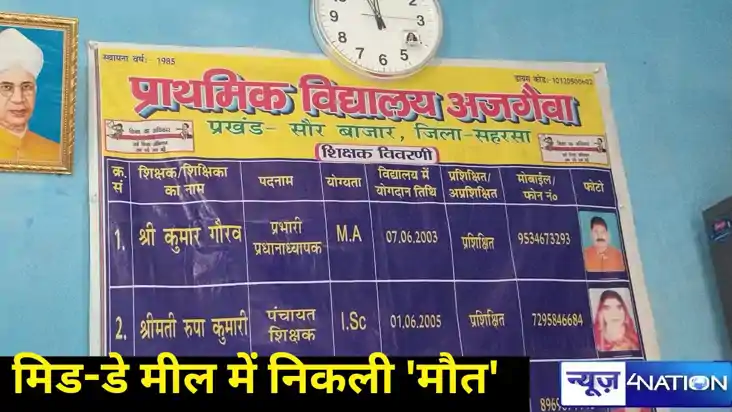 स्थापना वर्ष:- 1985
डायस कोड:- 10130500602
प्राथमिक विद्यालय अजगैवा
प्रखंड- सौर बाजार, जिला-सहरसा
शिक्षक विवरणी
क्र. सं शिक्षक/शिक्षिका का नाम पदनाम योग्यता विद्यालय में योगदान तिथि प्रशिक्षित/ अप्रशिक्षित मोबाईल/ फोन नं० फोटो
1. श्री कुमार गौरव प्रभारी प्रधानाध्यापक M.A 07.06.2003 प्रशिक्षित 9534673293
2. श्रीमती रुपा कुमारी पंचायत शिक्षक I.Sc 01.06.2005 प्रशिक्षित 7295846684
मिड-डे मील में निकली 'मौत'
न्यूज़4NATION